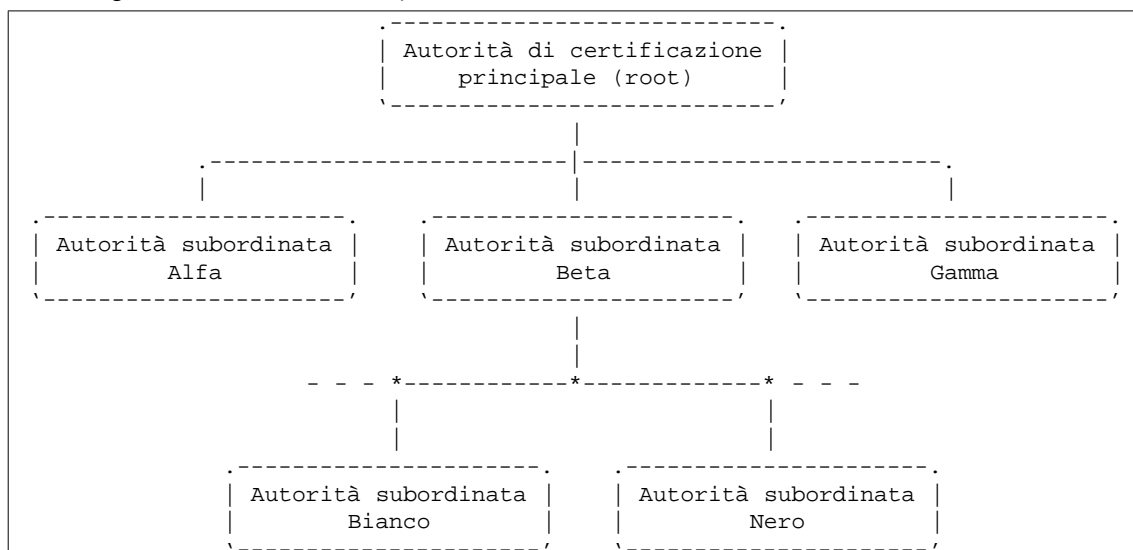 Autorità di certificazione
principale (root)
Autorità subordinata Autorità subordinata Autorità subordinata
Alfa Beta Gamma
Autorità subordinata Autorità subordinata
Bianco Nero